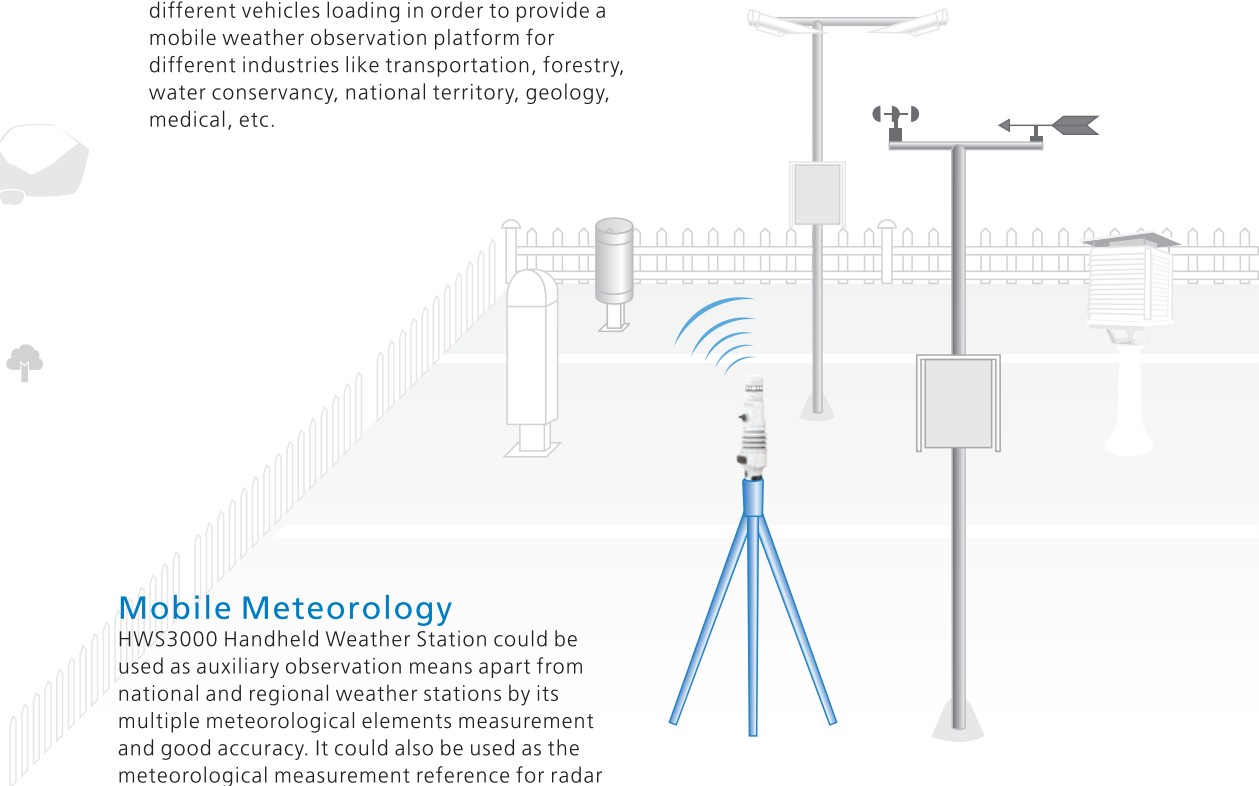 different vehicles loading in order to provide a
mobile weather observation platform for
different industries like transportation, forestry,
water conservancy, national territory, geology,
medical, etc.
Mobile Meteorology
HWS3000 Handheld Weather Station could be
used as auxiliary observation means apart from
national and regional weather stations by its
multiple meteorological elements measurement
and good accuracy. It could also be used as the
meteorological measurement reference for radar